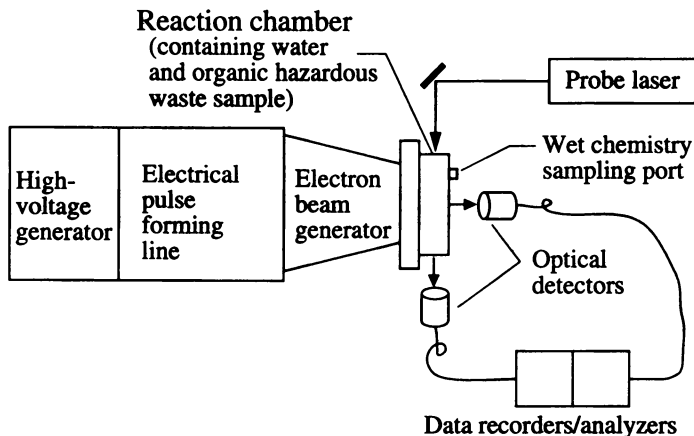 Reaction chamber
(containing water
and organic hazardous
waste sample)
Probe laser
Wet chemistry
sampling port
High-
voltage
generator
Electrical
pulse
forming
line
Electron
beam
generator
Optical
detectors
Data recorders/analyzers